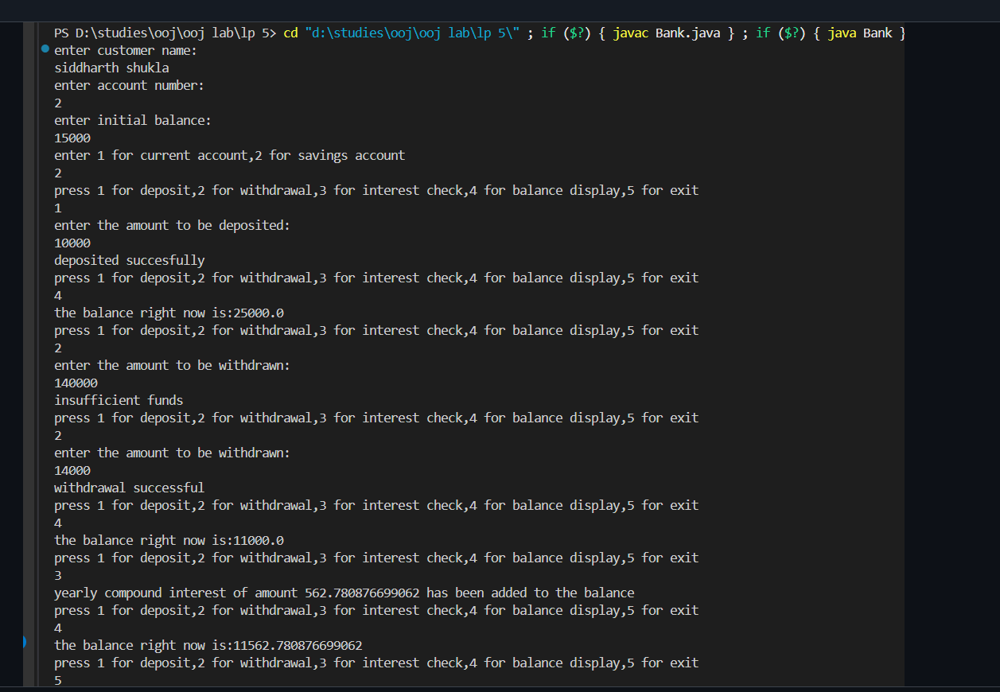 PS D:\studies\ooj\ooj lab\lp 5> cd "d:\studies\ooj\ooj lab\lp 5\" ; if ($?) { javac Bank.java } ; if ($?) { java Bank }
enter customer name:
siddharth shukla
enter account number:
2
enter initial balance:
15000
enter 1 for current account,2 for savings account
2
press 1 for deposit,2 for withdrawal,3 for interest check,4 for balance display,5 for exit
1
enter the amount to be deposited:
10000
deposited succesfully
press 1 for deposit,2 for withdrawal,3 for interest check,4 for balance display,5 for exit
4
the balance right now is:25000.0
press 1 for deposit,2 for withdrawal,3 for interest check,4 for balance display,5 for exit
2
enter the amount to be withdrawn:
140000
insufficient funds
press 1 for deposit,2 for withdrawal,3 for interest check,4 for balance display,5 for exit
2
enter the amount to be withdrawn:
14000
withdrawal successful
press 1 for deposit,2 for withdrawal,3 for interest check,4 for balance display,5 for exit
4
the balance right now is:11000.0
press 1 for deposit,2 for withdrawal,3 for interest check,4 for balance display,5 for exit
3
yearly compound interest of amount 562.780876699062 has been added to the balance
press 1 for deposit,2 for withdrawal,3 for interest check,4 for balance display,5 for exit
4
the balance right now is:11562.780876699062
press 1 for deposit,2 for withdrawal,3 for interest check,4 for balance display,5 for exit
5